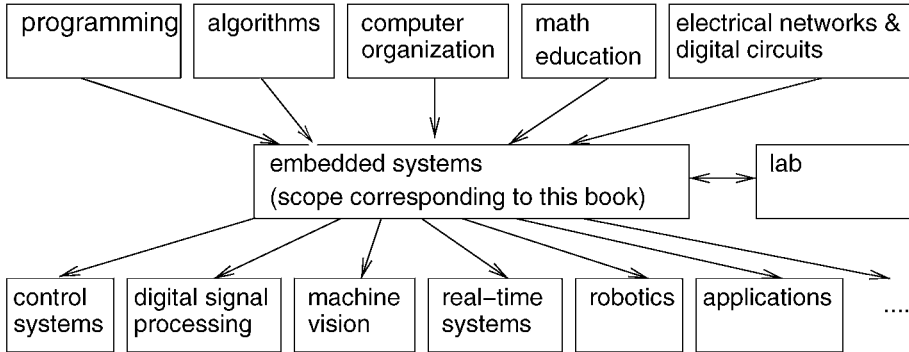 programming
algorithms
computer
organization
math
education
electrical networks &
digital circuits
embedded systems
(scope corresponding to this book)
lab
control
systems
digital signal
processing
machine
vision
real−time
systems
robotics
applications
....